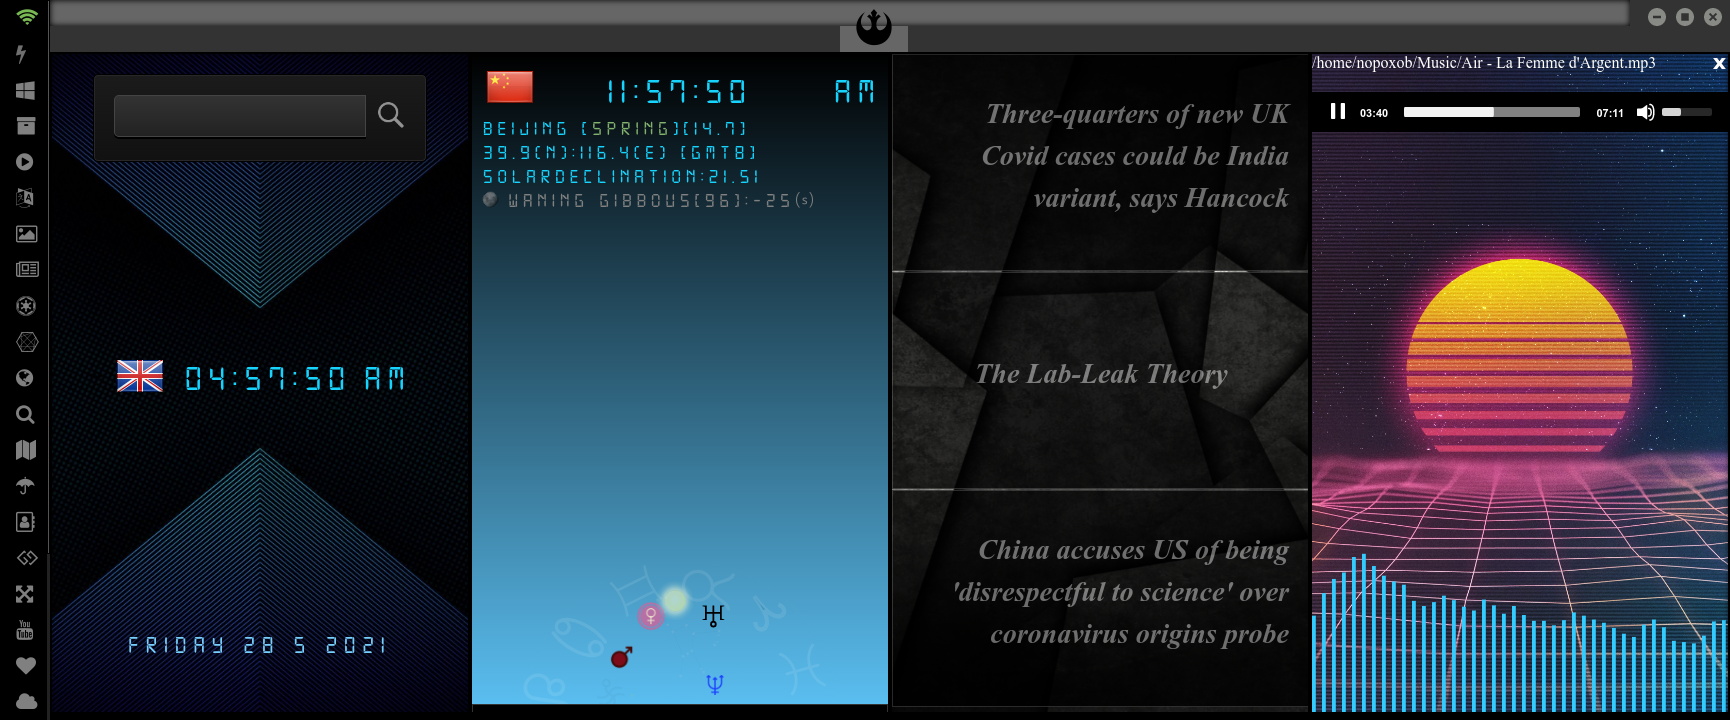 /home/nopoxob/Music/Air - La Femme d'Argent.mp3
x
03:40
07:11
11:57:50 AM
BEIJING [SPRING][14.7]
39.9[N]:116.4[E] [GMT8]
SOLARDECLINATION:21.51
WANING GIBBOUS[96]:-25(s)
04:57:50 AM
FRIDAY 28 5 2021
Three-quarters of new UK
Covid cases could be India
variant, says Hancock
The Lab-Leak Theory
China accuses US of being
'disrespectful to science' over
coronavirus origins probe
You
Tube